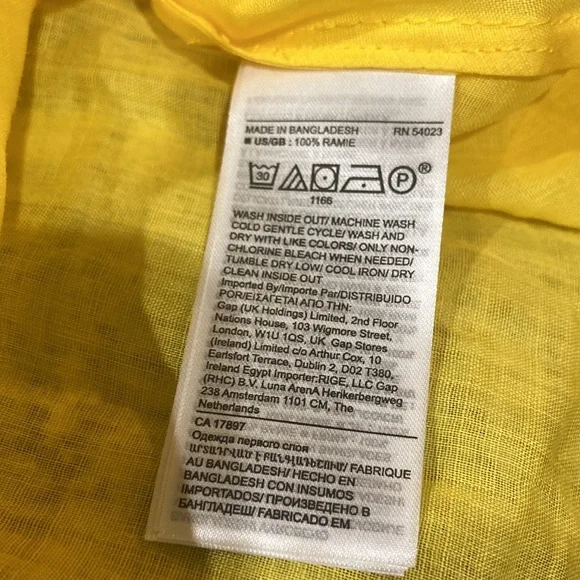 MADE IN BANGLADESH RN 54023
■ US/GB : 100% RAMIE
30 P ®
1166
WASH INSIDE OUT/ MACHINE WASH
COLD GENTLE CYCLE/ WASH AND
DRY WITH LIKE COLORS/ ONLY NON-
CHLORINE BLEACH WHEN NEEDED/
TUMBLE DRY LOW/ COOL IRON/ DRY
CLEAN INSIDE OUT
Imported By/Importe Par/DISTRIBUIDO
POR/ΕΙΣΑΓΕΤΑΙ ΑΠΟ ΤΗΝ:
Gap (UK Holdings) Limited, 2nd Floor
Nations House, 103 Wigmore Street,
London, W1U 1QS, UK Gap Stores
(Ireland) Limited c/o Arthur Cox, 10
Earlsfort Terrace, Dublin 2, D02 T380,
Ireland Egypt Importer:RIGE, LLC Gap
(RHC) B.V. Luna ArenA Herikerbergweg
238 Amsterdam 1101 CM, The
Netherlands
CA 17897
Одежда первого слоя
ԱՐՏԱԴՐՎԱԾ Է ԲԱՆԳԼԱԴԵՇՈՒՄ/ FABRIQUE
AU BANGLADESH/ HECHO EN
BANGLADESH CON INSUMOS
IMPORTADOS/ ПРОИЗВЕДЕНО В
БАНГЛАДЕШ/ FABRICADO EM